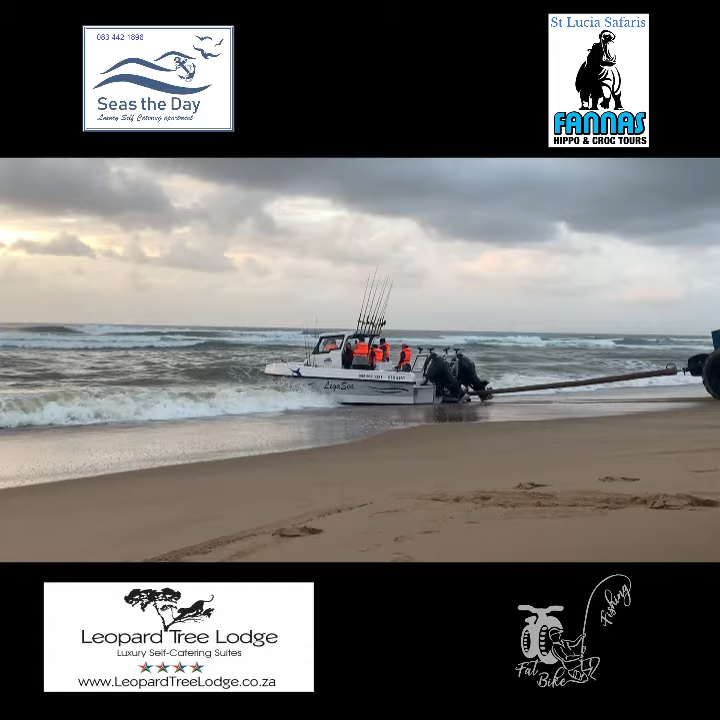 083 442 1898
Seas the Day
Luxury Self Catering apartment
St Lucia Safaris
FANNAS
HIPPO & CROC TOURS
LegaSea
Leopard Tree Lodge
Luxury Self-Catering Suites
www.LeopardTreeLodge.co.za
Fishing
Fat
Bike